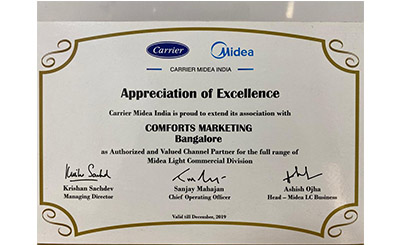 Carrier Midea
CARRIER MIDEA INDIA
Appreciation of Excellence
Carrier Midea India is proud to extend its association with
COMFORTS MARKETING
Bangalore
as Authorized and Valued Channel Partner for the full range of
Midea Light Commercial Division
Krishan Sachdev Sanjay Mahajan Ashish Ojha
Managing Director Chief Operating Officer Head – Midea LC Business
Valid till December, 2019